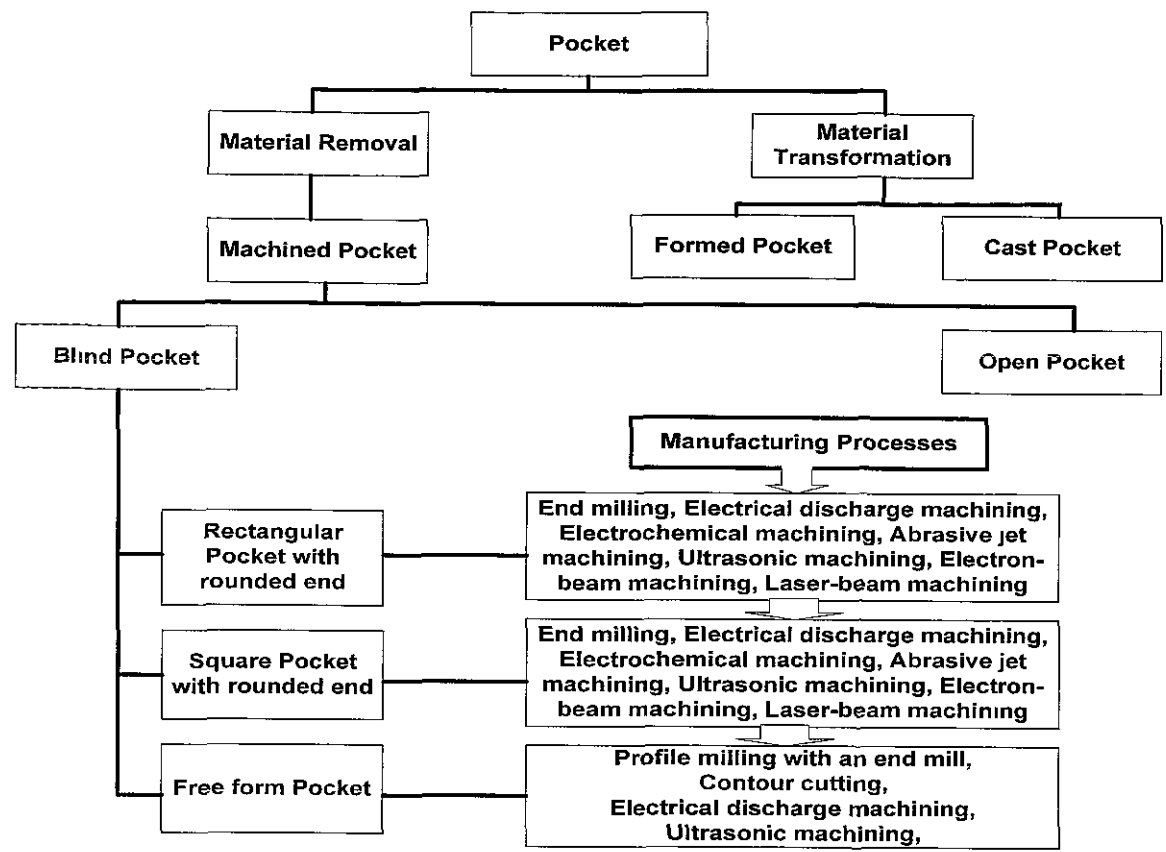 Pocket
Material Removal
Material
Transformation
Machined Pocket
Formed Pocket
Cast Pocket
Blind Pocket
Open Pocket
Manufacturing Processes
Rectangular
Pocket with
rounded end
End milling, Electrical discharge machining,
Electrochemical machining, Abrasive jet
machining, Ultrasonic machining, Electron-
beam machining, Laser-beam machining
Square Pocket
with rounded end
End milling, Electrical discharge machining,
Electrochemical machining, Abrasive jet
machining, Ultrasonic machining, Electron-
beam machining, Laser-beam machining
Free form Pocket
Profile milling with an end mill,
Contour cutting,
Electrical discharge machining,
Ultrasonic machining,